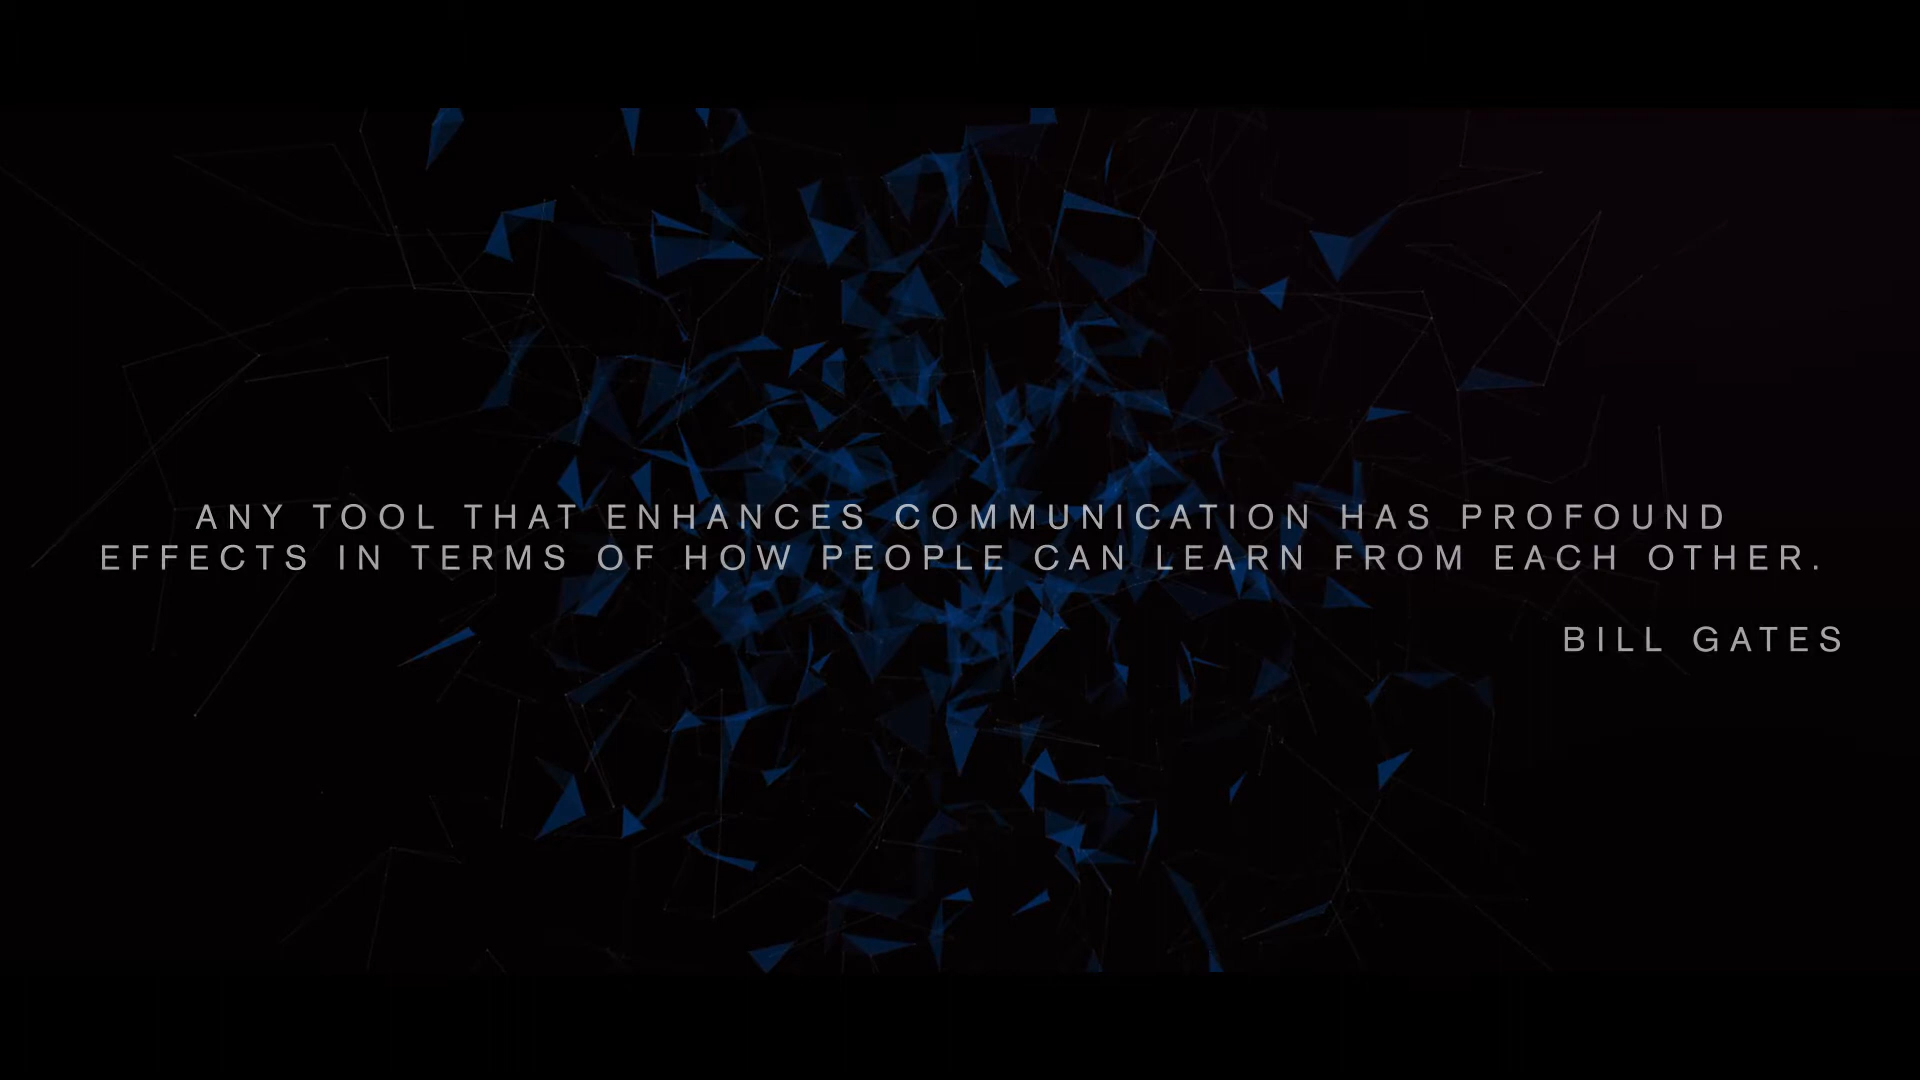 ANY TOOL THAT ENHANCES COMMUNICATION HAS PROFOUND
EFFECTS IN TERMS OF HOW PEOPLE CAN LEARN FROM EACH OTHER.
BILL GATES